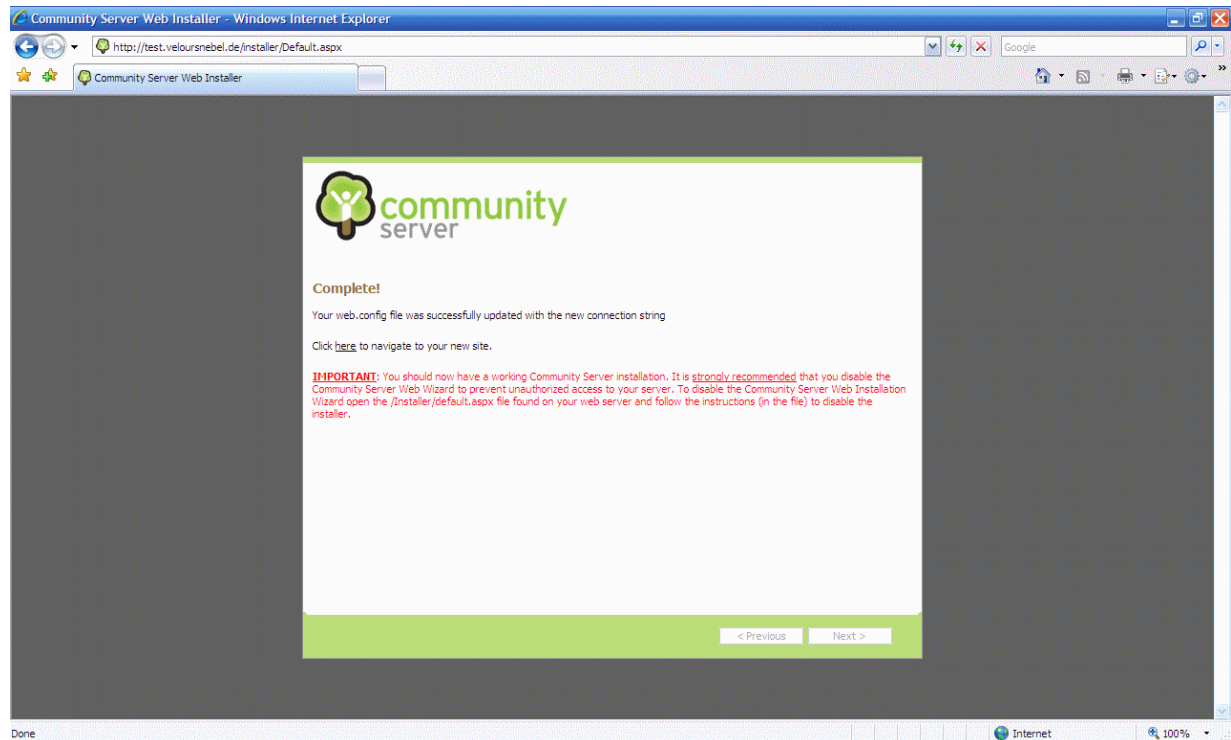 Community Server Web Installer - Windows Internet Explorer
http://test.veloursnebel.de/installer/Default.aspx
Google
Community Server Web Installer
community
server
Complete!
Your web.config file was successfully updated with the new connection string
Click here to navigate to your new site.
IMPORTANT: You should now have a working Community Server installation. It is strongly recommended that you disable the
Community Server Web Wizard to prevent unauthorized access to your server. To disable the Community Server Web Installation
Wizard open the /Installer/default.aspx file found on your web server and follow the instructions (in the file) to disable the
installer.
< Previous
Next >
Done
Internet
100%